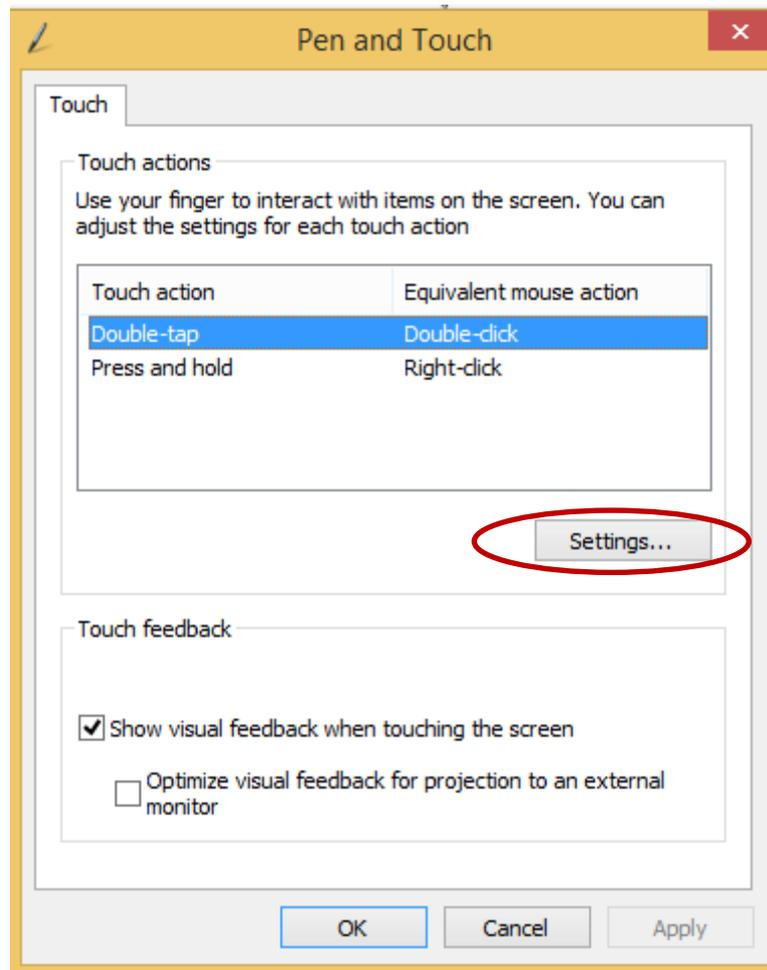 Pen and Touch
Touch
Touch actions
Use your finger to interact with items on the screen. You can
adjust the settings for each touch action
Touch action Equivalent mouse action
Double-tap Double-click
Press and hold Right-click
Settings...
Touch feedback
Show visual feedback when touching the screen
Optimize visual feedback for projection to an external
monitor
OK Cancel Apply